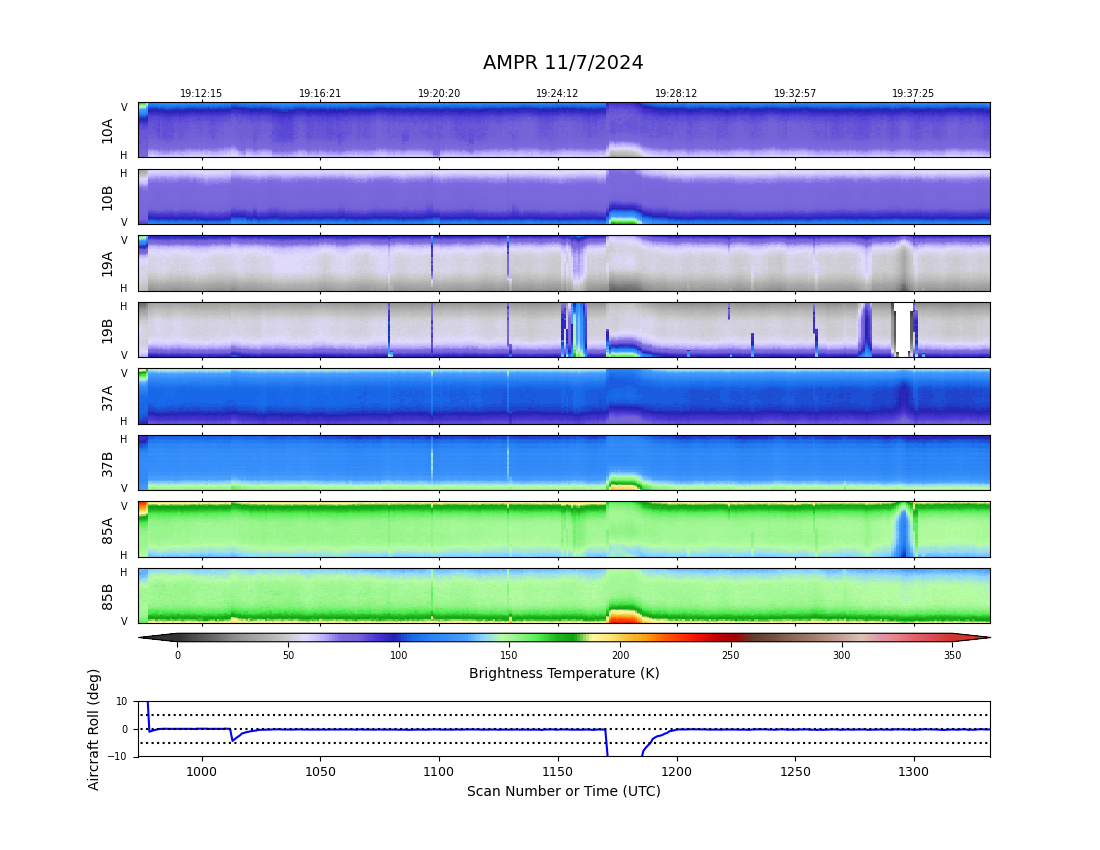 AMPR 11/7/2024
19:12:15 19:16:21 19:20:20 19:24:12 19:28:12 19:32:57 19:37:25
V
10A
H
H
10B
V
V
19A
H
H
19B
V
V
37A
H
H
37B
V
V
85A
H
H
85B
V
0 50 100 150 200 250 300 350
Brightness Temperature (K)
Aircraft Roll (deg)
10
0
−10
1000 1050 1100 1150 1200 1250 1300
Scan Number or Time (UTC)